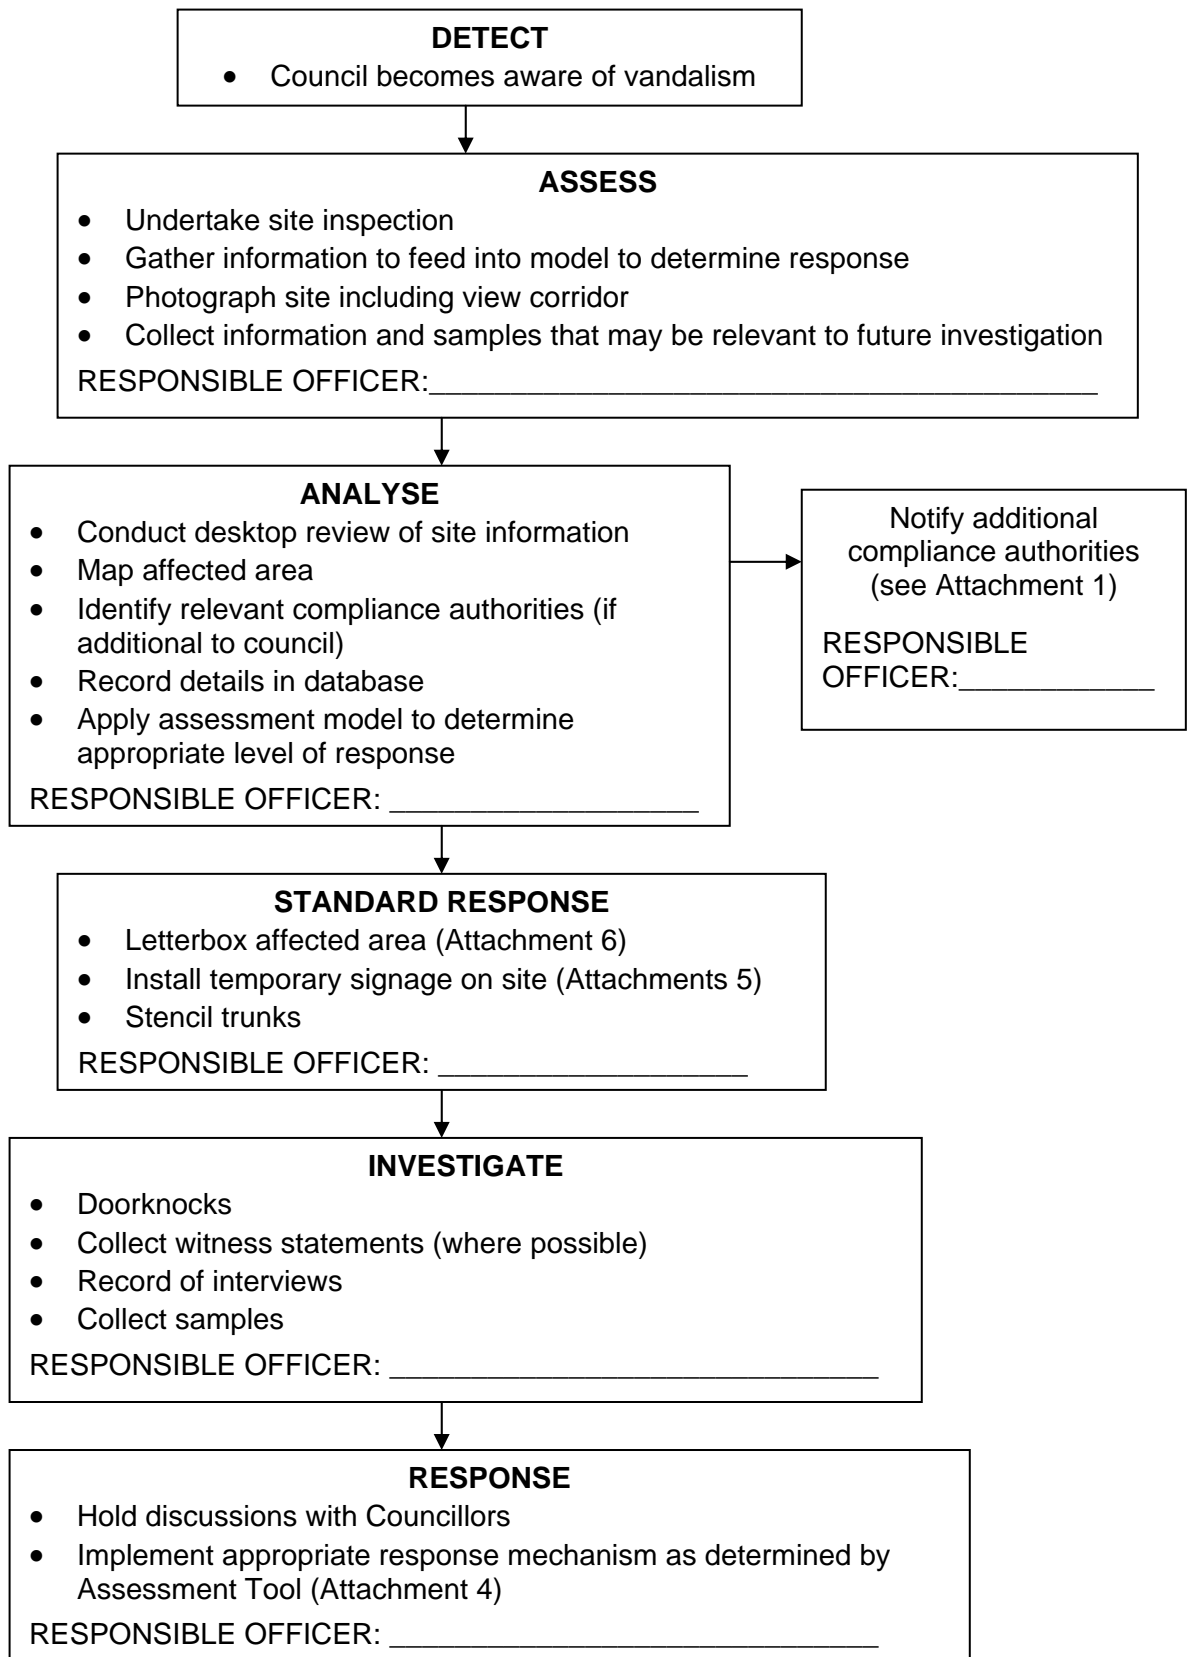 DETECT
• Council becomes aware of vandalism
ASSESS
• Undertake site inspection
• Gather information to feed into model to determine response
• Photograph site including view corridor
• Collect information and samples that may be relevant to future investigation
RESPONSIBLE OFFICER:_________________________________________
ANALYSE
• Conduct desktop review of site information
• Map affected area
• Identify relevant compliance authorities (if
additional to council)
• Record details in database
• Apply assessment model to determine
appropriate level of response
RESPONSIBLE OFFICER: ___________________
Notify additional
compliance authorities
(see Attachment 1)
RESPONSIBLE
OFFICER:____________
STANDARD RESPONSE
• Letterbox affected area (Attachment 6)
• Install temporary signage on site (Attachments 5)
• Stencil trunks
RESPONSIBLE OFFICER: ___________________
INVESTIGATE
• Doorknocks
• Collect witness statements (where possible)
• Record of interviews
• Collect samples
RESPONSIBLE OFFICER: ______________________________
RESPONSE
• Hold discussions with Councillors
• Implement appropriate response mechanism as determined by
Assessment Tool (Attachment 4)
RESPONSIBLE OFFICER: ______________________________